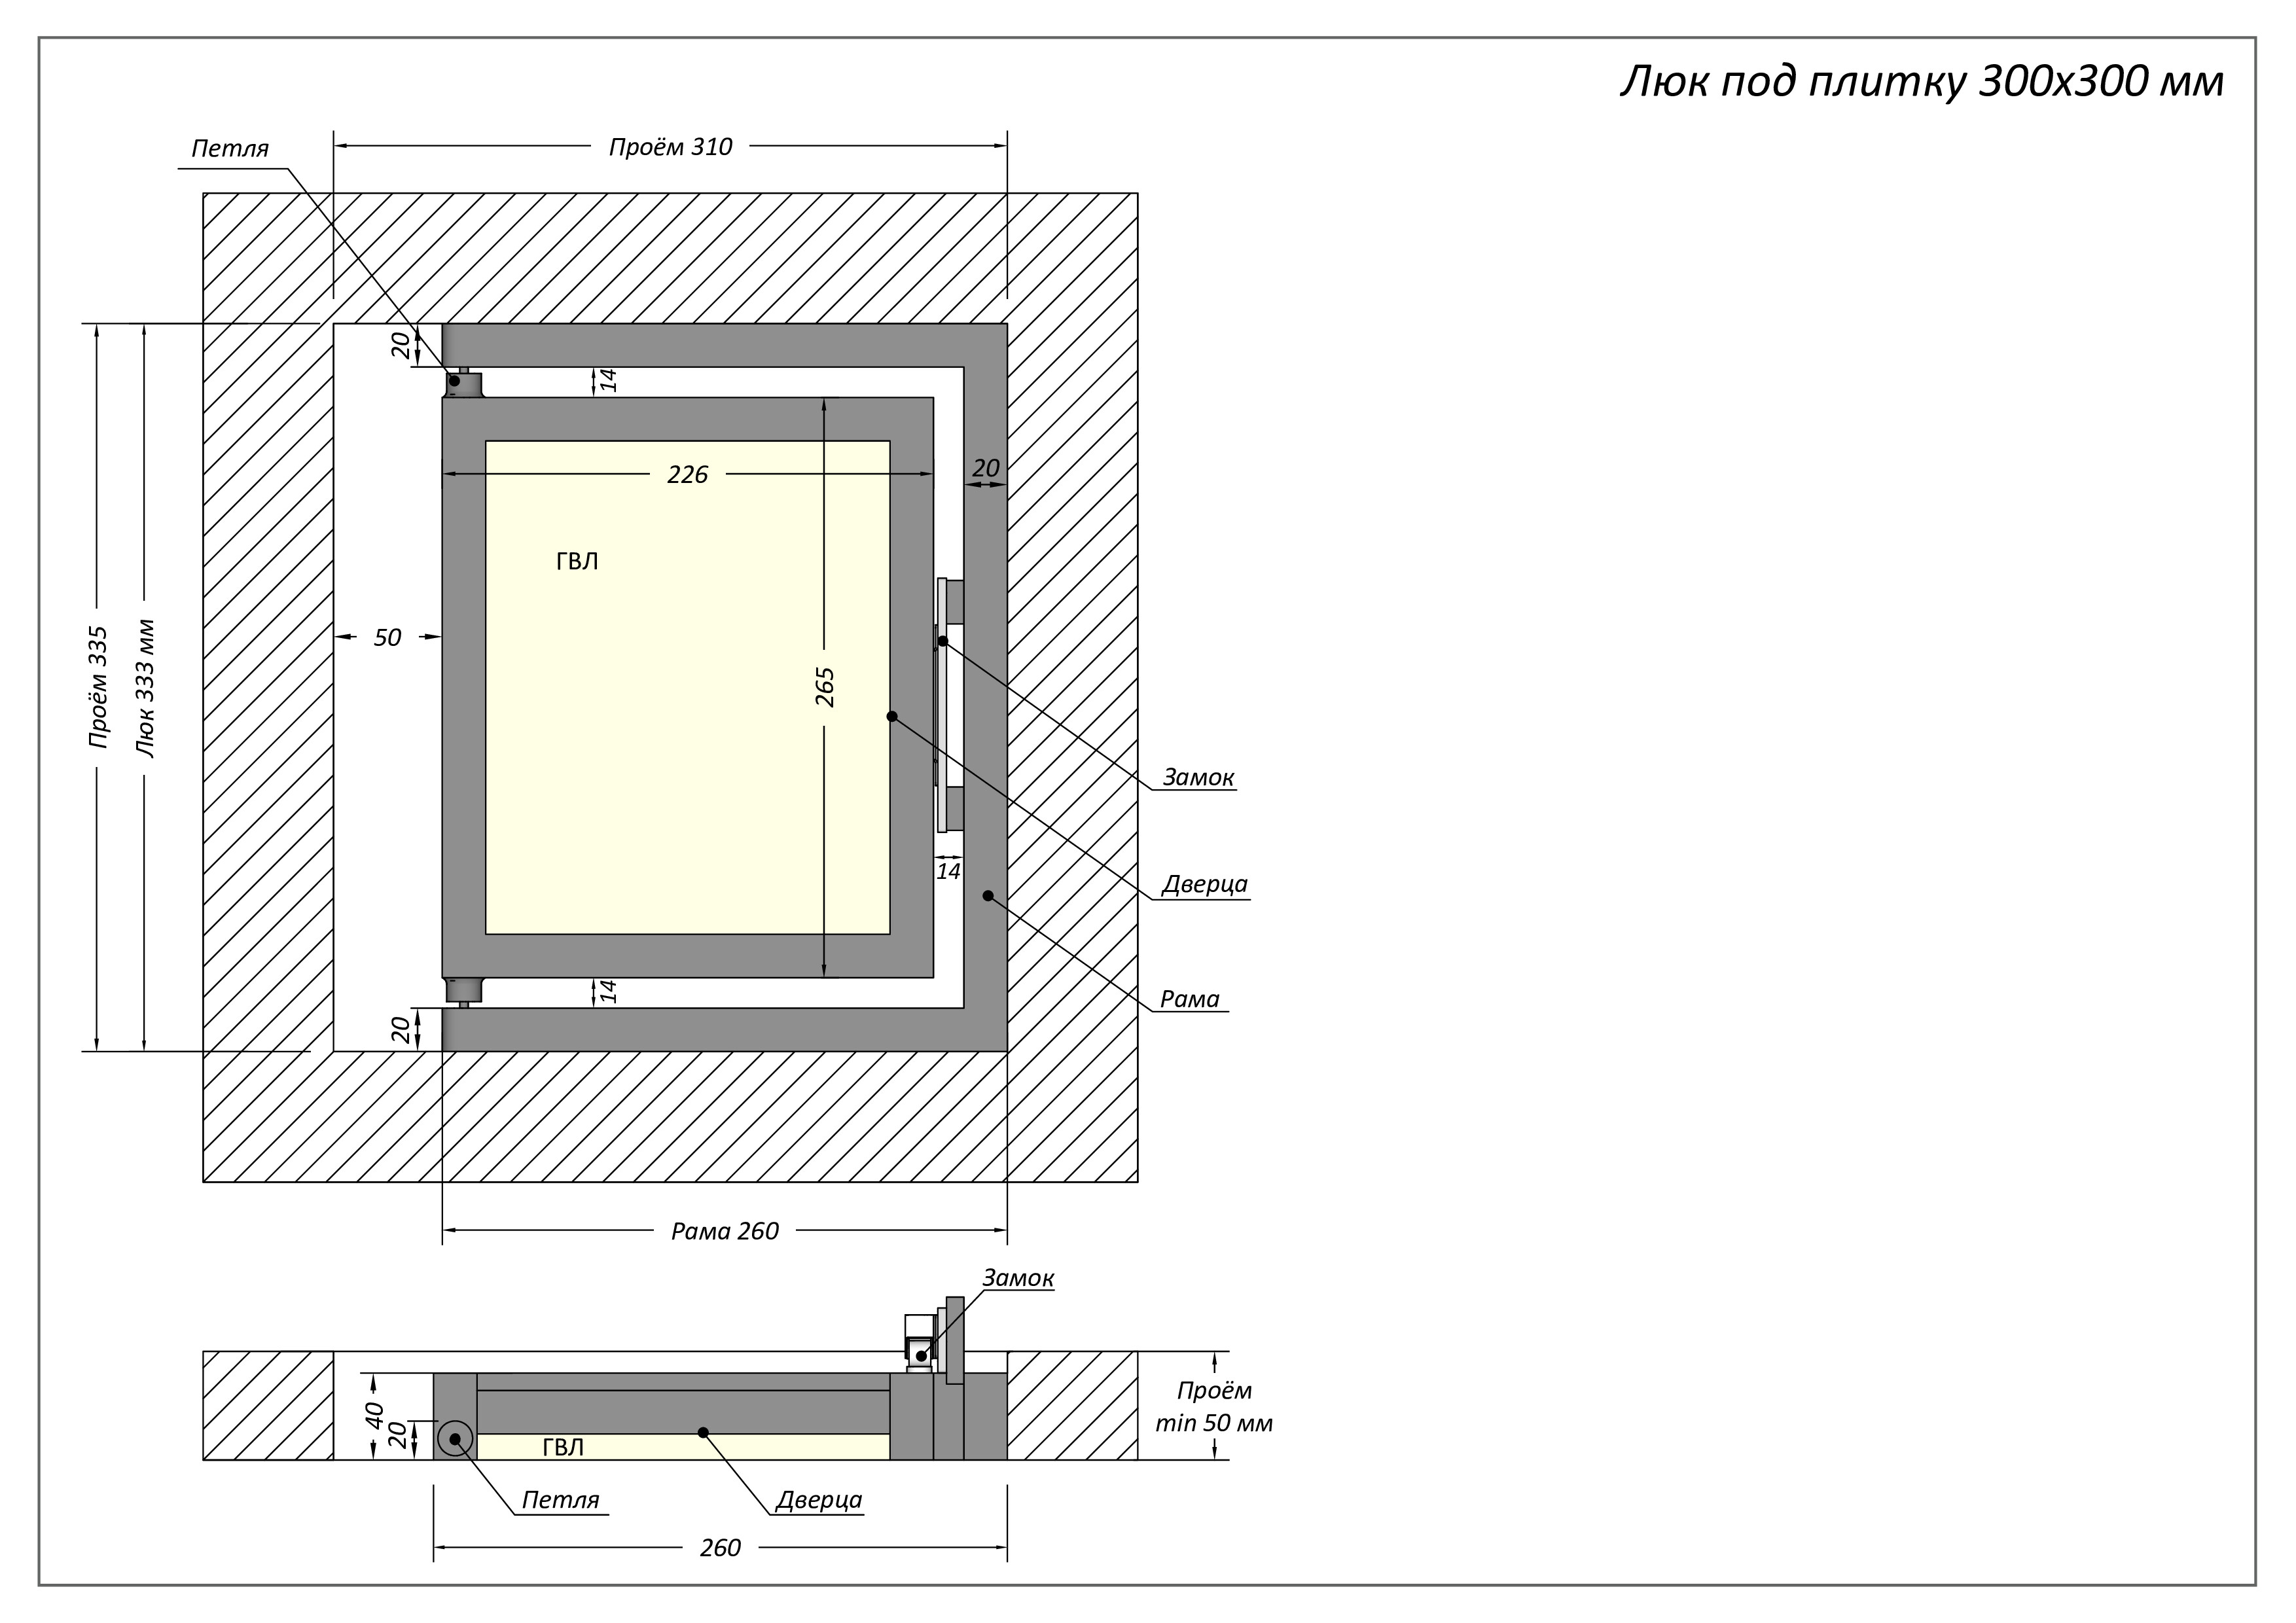 Люк под плитку 300х300 мм
Проём 310
Петля
20
14
226
20
ГВЛ
50
Проём 335
Люк 333 мм
265
Замок
14
Дверца
14
20
Рама
Рама 260
Замок
40
20
ГВЛ
Проём
min 50 мм
Петля
Дверца
260